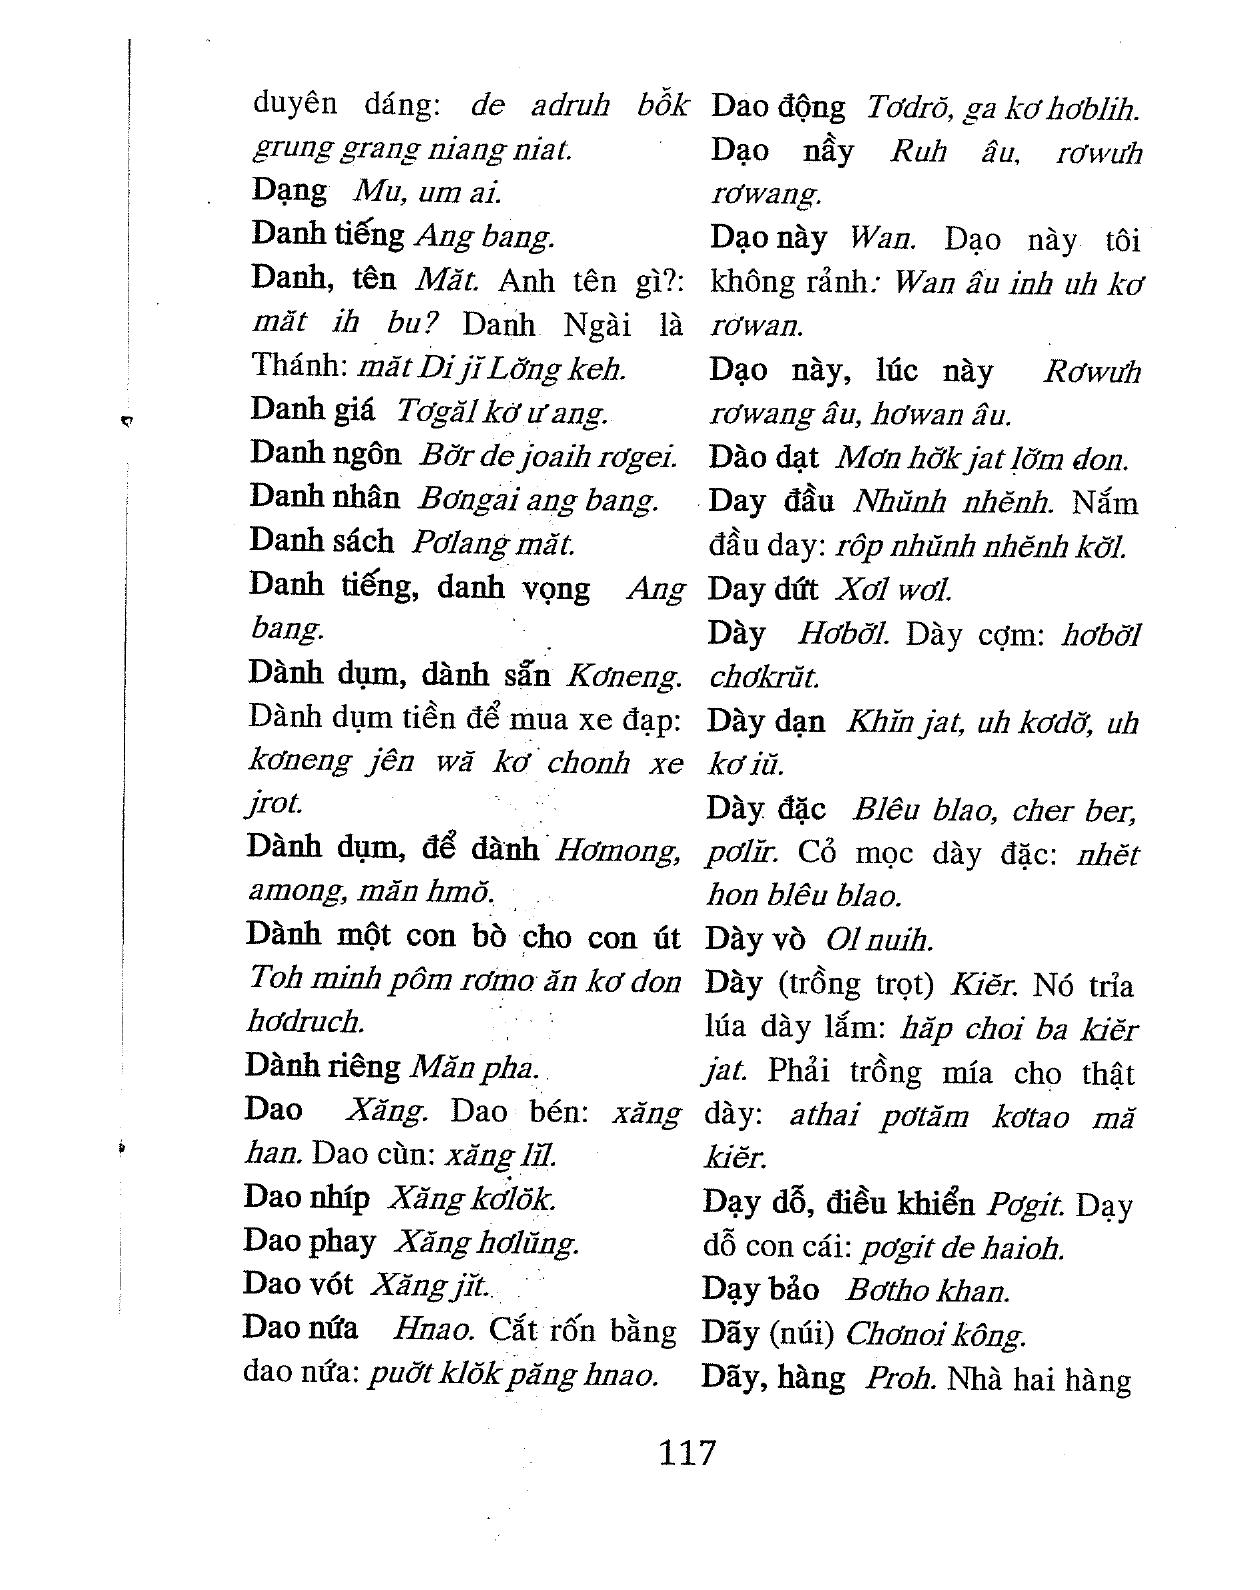 duyên dáng: de adruh bồk
grung grang niang niat.
Dạng Mu, um ai.
Danh tiếng Ang bang.
Danh, tên Măt. Anh tên gì?:
măt ih bu? Danh Ngài là
Thánh: măt Di jĭ Lơ̆ng keh.
Danh giá Tơgăl kơ ư ang.
Danh ngôn Bơ̆r de joaih rơgei.
Danh nhân Bơngai ang bang.
Danh sách Pơlang măt.
Danh tiếng, danh vọng Ang
bang.
Dành dụm, dành sẵn Kơneng.
Dành dụm tiền để mua xe đạp:
kơneng jên wă kơ chonh xe
jrot.
Dành dụm, để dành Hơmong,
among, măn hmŏ.
Dành một con bò cho con út
Toh minh pôm rơmo ăn kơ don
hơdruch.
Dành riêng Măn pha.
Dao Xăng. Dao bén: xăng
han. Dao cùn: xăng lĭl.
Dao nhíp Xăng kơlŏk.
Dao phay Xăng hơlŭng.
Dao vót Xăng jĭt.
Dao nứa Hnao. Cắt rốn bằng
dao nứa: puơ̆t klŏk păng hnao.
Dao động Tơdrŏ, ga kơ hơblih.
Dạo nầy Ruh âu, rơwưh
rơwang.
Dạo này Wan. Dạo này tôi
không rảnh: Wan âu inh uh kơ
rơwan.
Dạo này, lúc này Rơwưh
rơwang âu, hơwan âu.
Dào dạt Mơn hơ̆k jat lơ̆m don.
Day đầu Nhŭnh nhĕnh. Nắm
đầu day: rôp nhŭnh nhĕnh kơ̆l.
Day dứt Xơl wơl.
Dày Hơbơ̆l. Dày cợm: hơbơ̆l
chơkrŭt.
Dày dạn Khĭn jat, uh kơdơ̆, uh
kơ iŭ.
Dày đặc Blêu blao, cher ber,
pơlĭr. Cỏ mọc dày đặc: nhĕt
hon blêu blao.
Dày vò Ol nuih.
Dày (trồng trọt) Kiĕr. Nó trỉa
lúa dày lắm: hăp choi ba kiĕr
jat. Phải trồng mía cho thật
dày: athai pơtăm kơtao mă
kiĕr.
Dạy dỗ, điều khiển Pơgit. Dạy
dỗ con cái: pơgit de haioh.
Dạy bảo Bơtho khan.
Dãy (núi) Chơnoi kông.
Dãy, hàng Proh. Nhà hai hàng
117